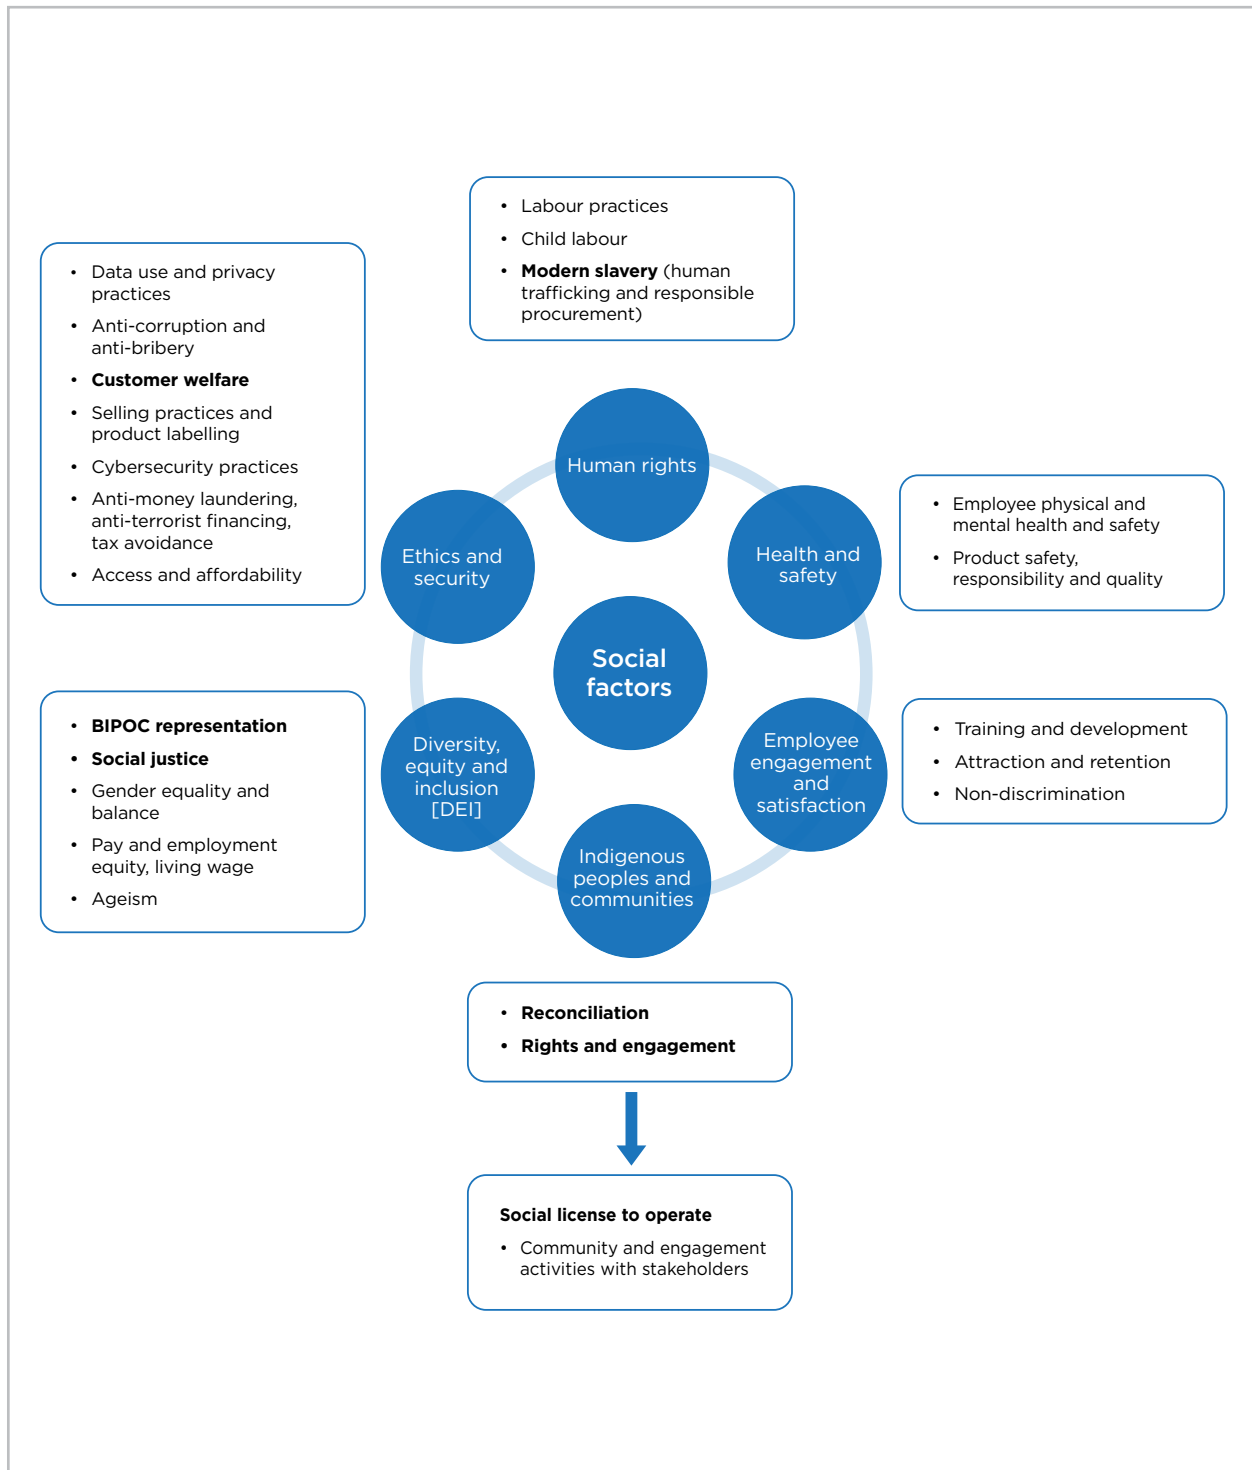 • Labour practices
• Child labour
• Modern slavery (human
trafficking and responsible
procurement)
• Data use and privacy
practices
• Anti-corruption and
anti-bribery
• Customer welfare
• Selling practices and
product labelling
• Cybersecurity practices
• Anti-money laundering,
anti-terrorist financing,
tax avoidance
• Access and affordability
Human rights
Ethics and
security
Health and
safety
• Employee physical and
mental health and safety
• Product safety,
responsibility and quality
Social
factors
• BIPOC representation
• Social justice
• Gender equality and
balance
• Pay and employment
equity, living wage
• Ageism
Diversity,
equity and
inclusion
[DEI]
Employee
engagement
and
satisfaction
• Training and development
• Attraction and retention
• Non-discrimination
Indigenous
peoples and
communities
• Reconciliation
• Rights and engagement
Social license to operate
• Community and engagement
activities with stakeholders